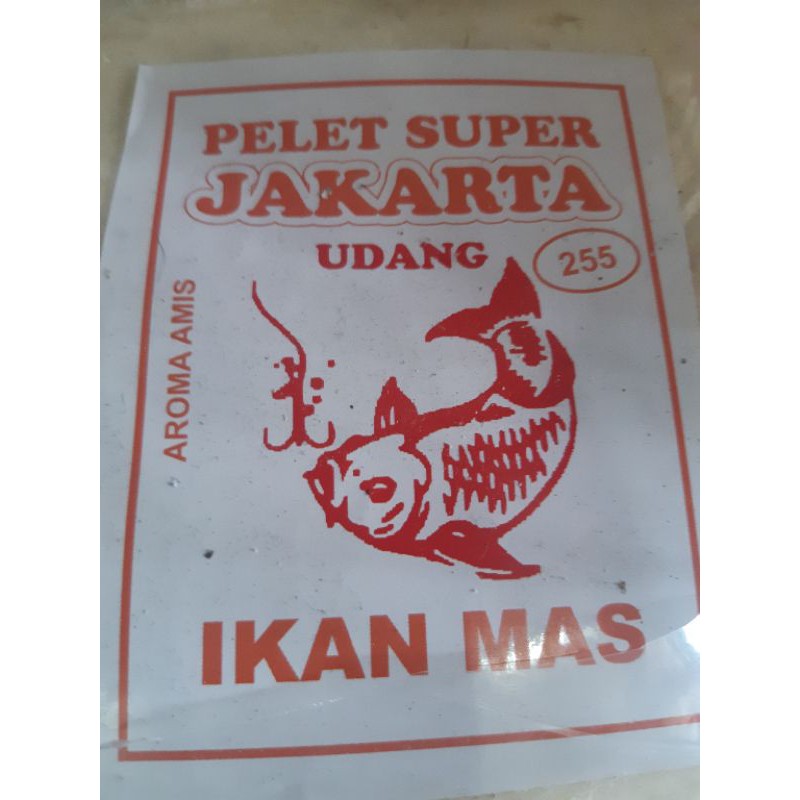 PELET SUPER
JAKARTA
UDANG
255
AROMA AMIS
IKAN MAS